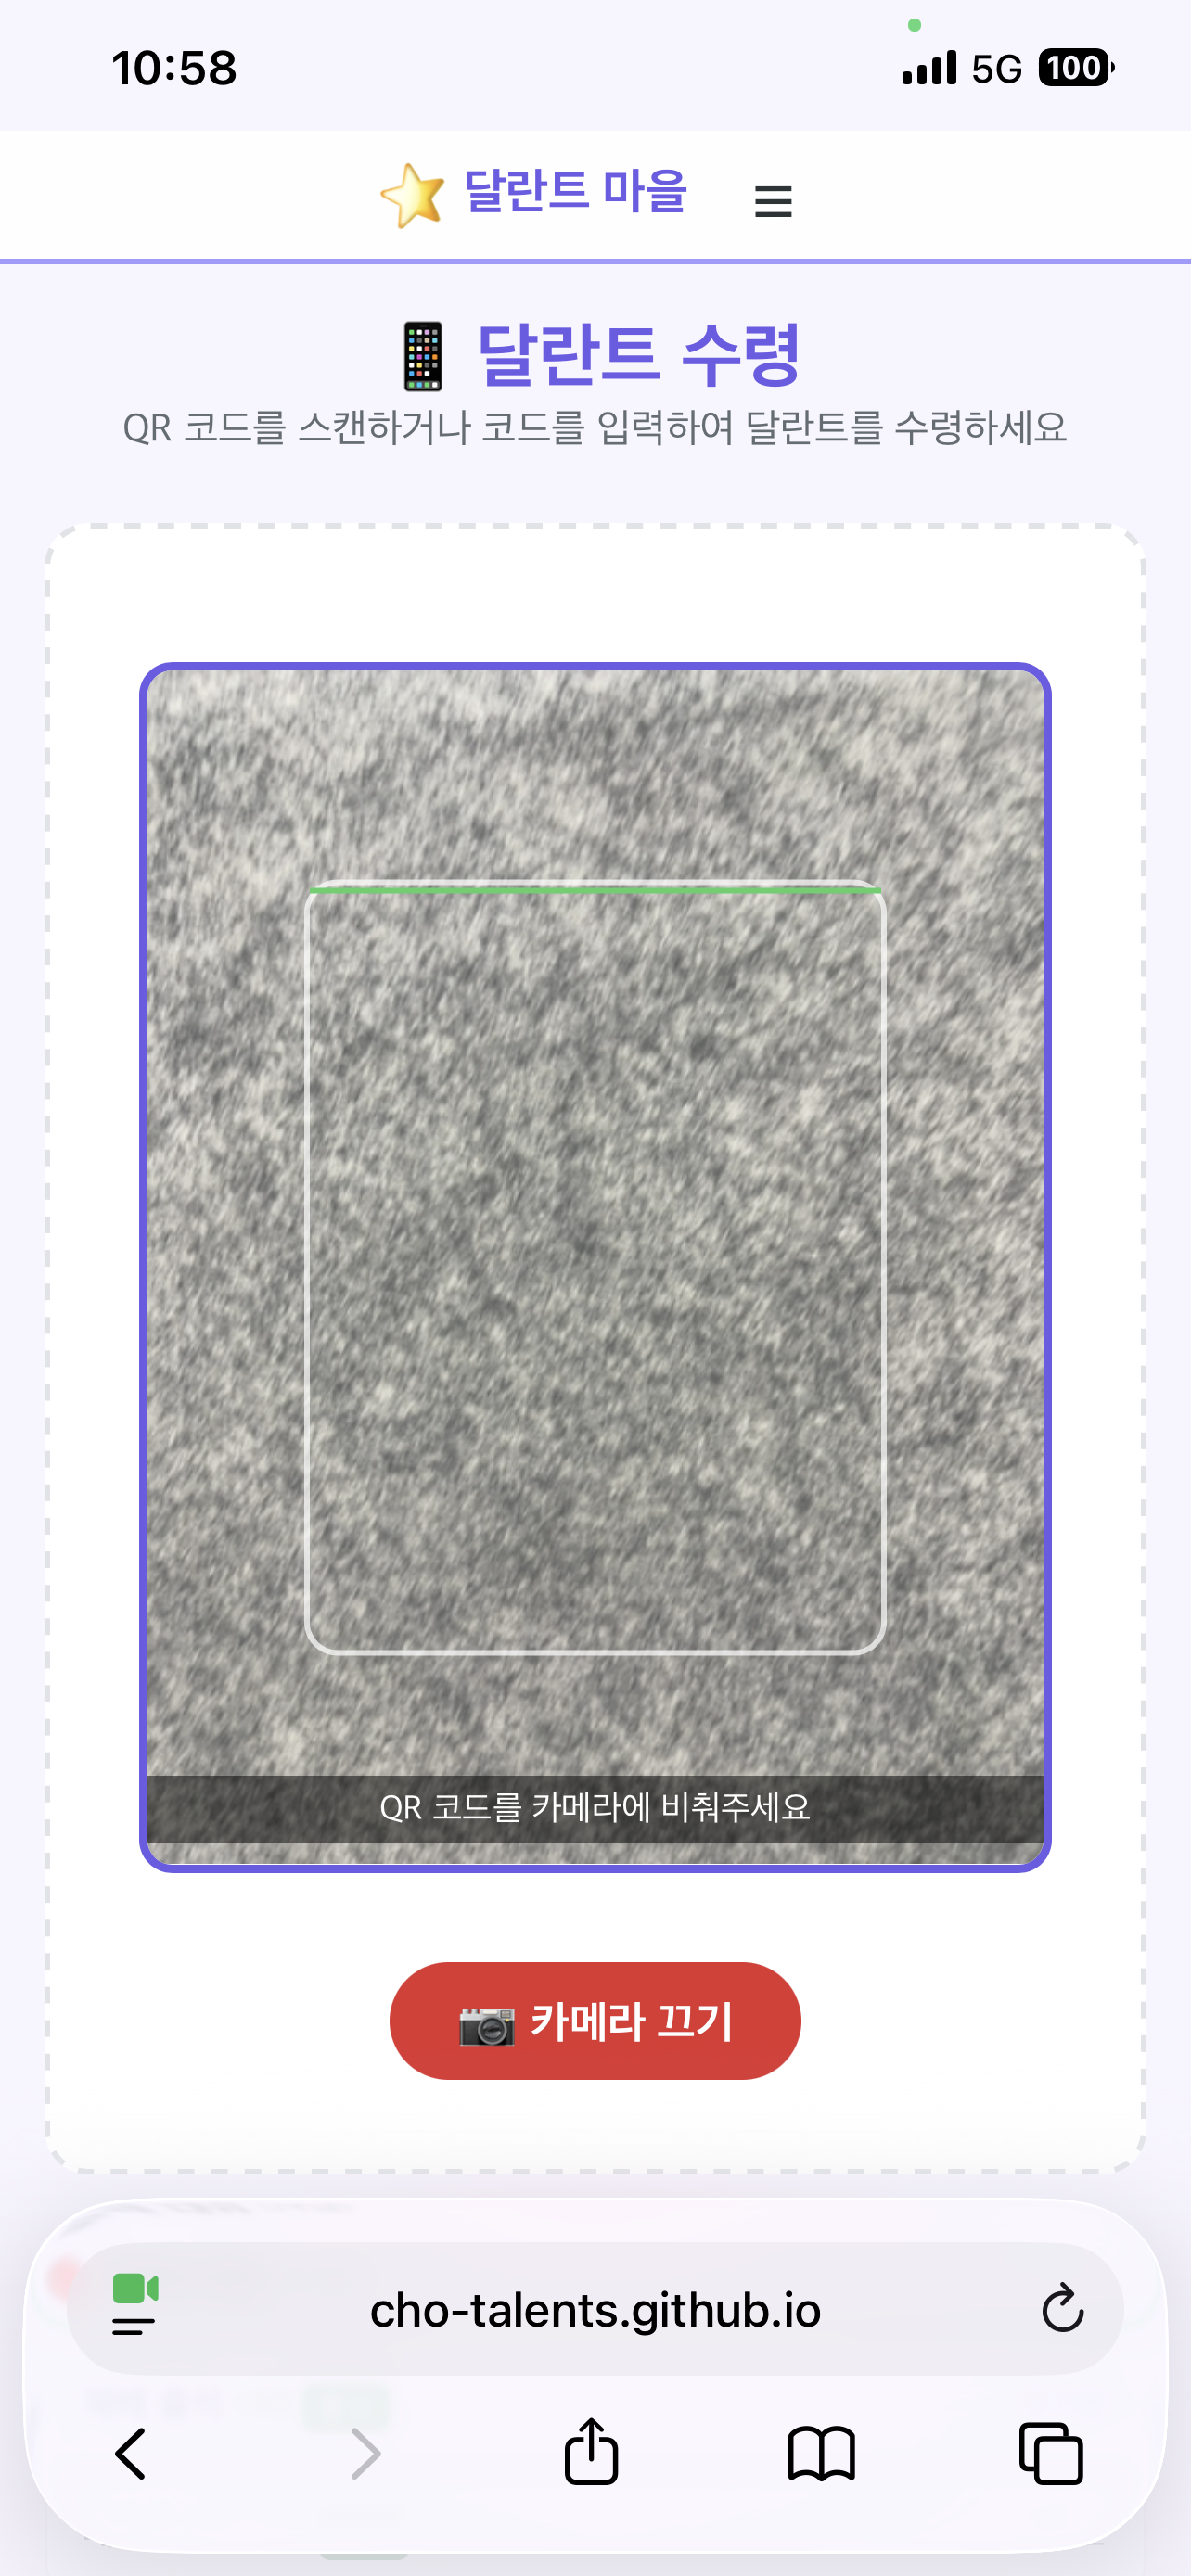 10:58
5G 100
달란트 마을
달란트 수령
QR 코드를 스캔하거나 코드를 입력하여 달란트를 수령하세요
QR 코드를 카메라에 비춰주세요
카메라 끄기
cho-talents.github.io